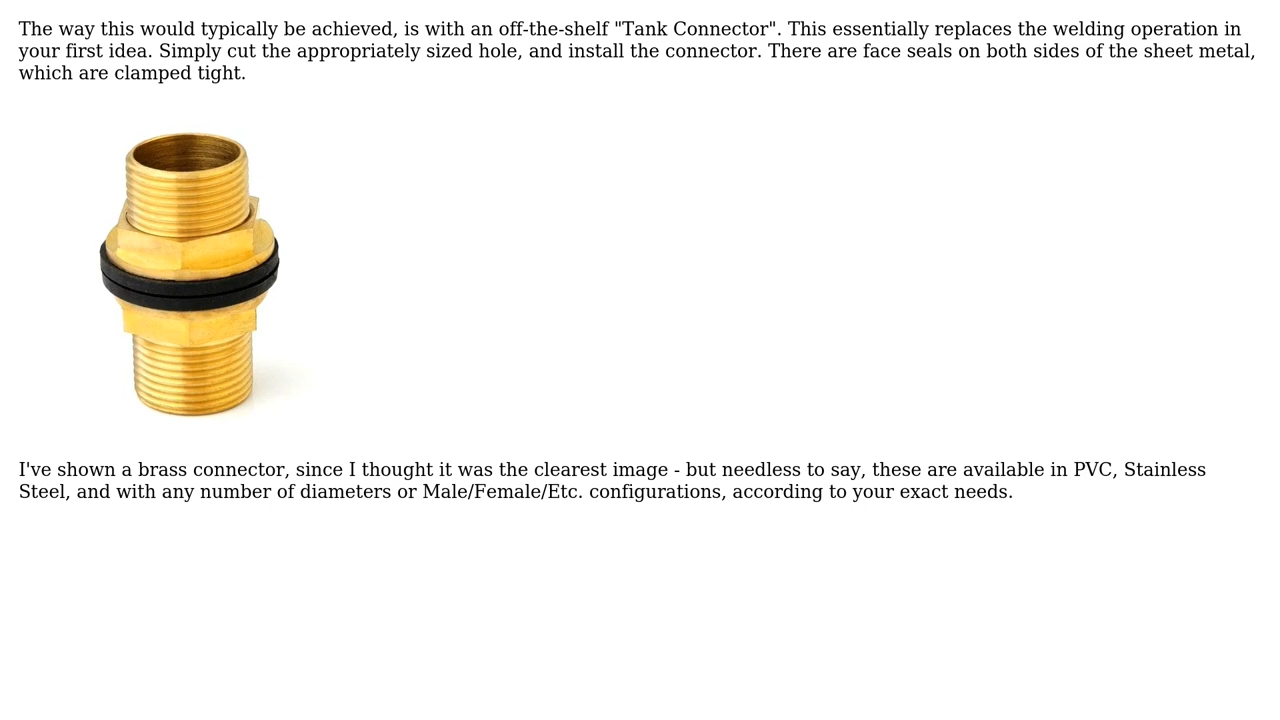 The way this would typically be achieved, is with an off-the-shelf "Tank Connector". This essentially replaces the welding operation in
your first idea. Simply cut the appropriately sized hole, and install the connector. There are face seals on both sides of the sheet metal,
which are clamped tight.
I've shown a brass connector, since I thought it was the clearest image - but needless to say, these are available in PVC, Stainless
Steel, and with any number of diameters or Male/Female/Etc. configurations, according to your exact needs.